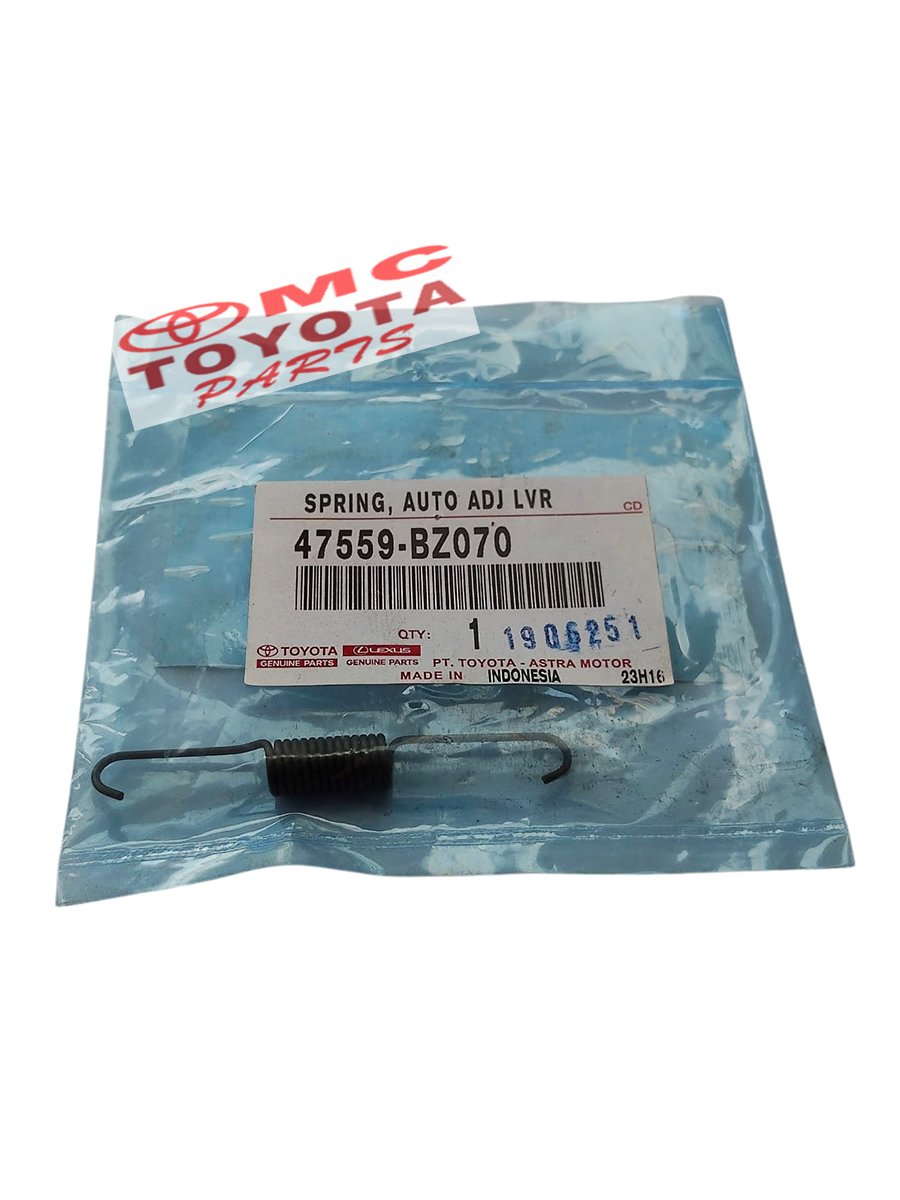 MC
TOYOTA
PARTS
SPRING, AUTO ADJ LVR
CD
47559-BZ070
QTY: 1 1906251
TOYOTA LEXUS
GENUINE PARTS GENUINE PARTS PT. TOYOTA - ASTRA MOTOR
MADE IN INDONESIA 23H16